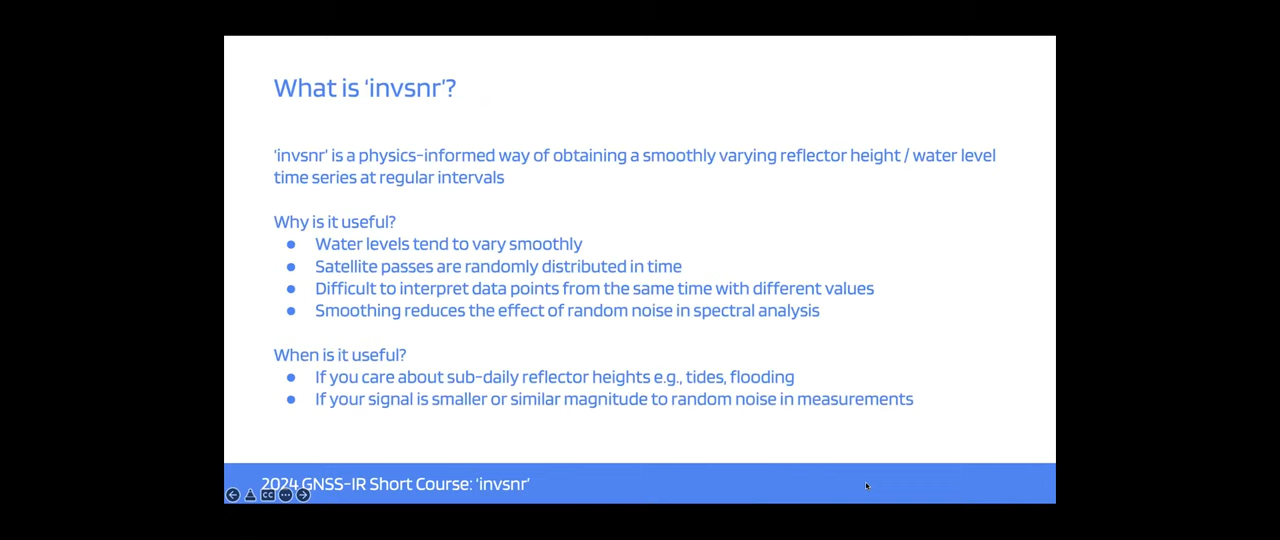 What is ‘invsnr’?
‘invsnr’ is a physics-informed way of obtaining a smoothly varying reflector height / water level
time series at regular intervals
Why is it useful?
● Water levels tend to vary smoothly
● Satellite passes are randomly distributed in time
● Difficult to interpret data points from the same time with different values
● Smoothing reduces the effect of random noise in spectral analysis
When is it useful?
● If you care about sub-daily reflector heights e.g., tides, flooding
● If your signal is smaller or similar magnitude to random noise in measurements
2024 GNSS-IR Short Course: ‘invsnr’
CC